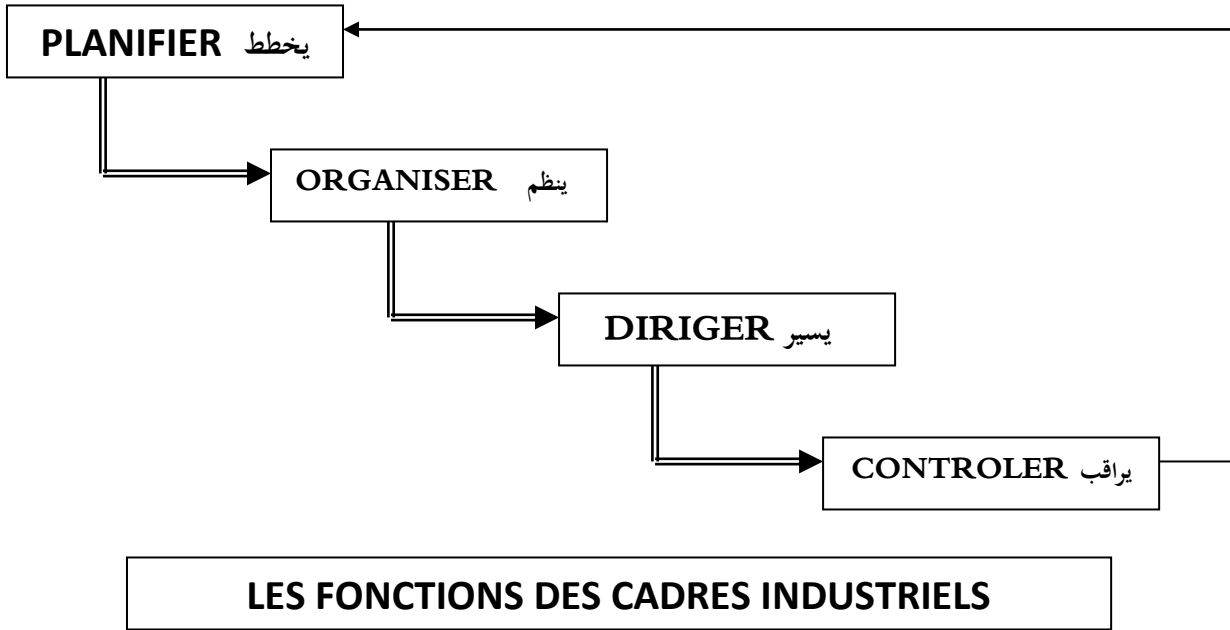 PLANIFIER يخطط
ORGANISER ينظم
DIRIGER يسير
CONTROLER يراقب
LES FONCTIONS DES CADRES INDUSTRIELS